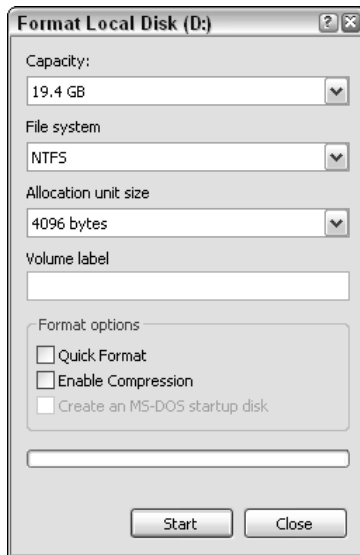 Format Local Disk (D:)
Capacity:
19.4 GB
File system
NTFS
Allocation unit size
4096 bytes
Volume label
Format options
Quick Format
Enable Compression
Create an MS-DOS startup disk
Start Close